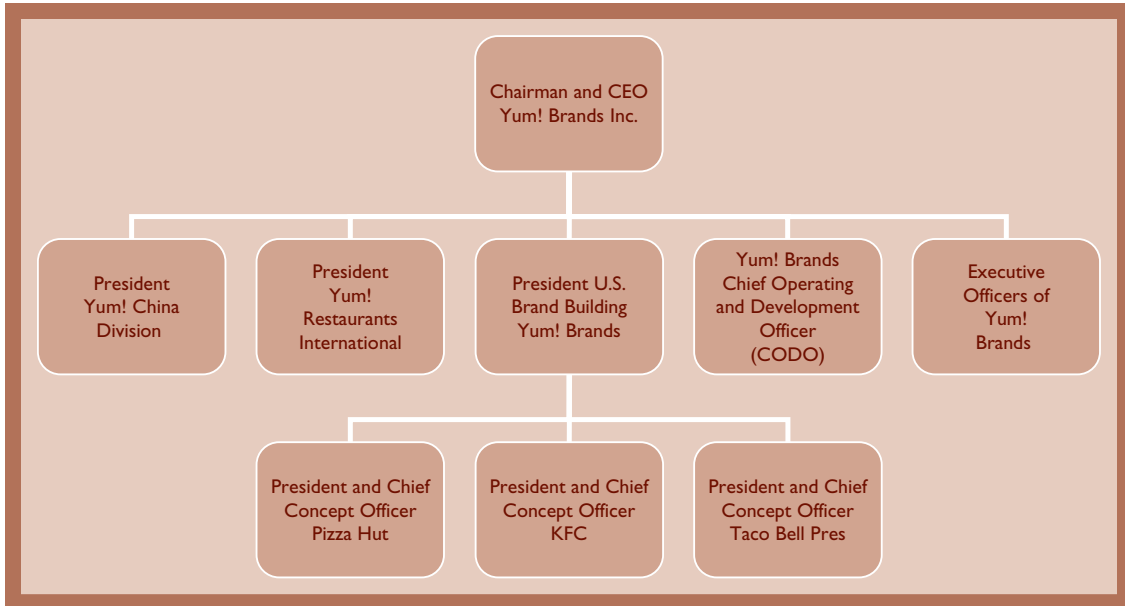 Chairman and CEO
Yum! Brands Inc.
President
Yum! China
Division
President
Yum!
Restaurants
International
President U.S.
Brand Building
Yum! Brands
Yum! Brands
Chief Operating
and Development
Officer
(CODO)
Executive
Officers of
Yum!
Brands
President and Chief
Concept Officer
Pizza Hut
President and Chief
Concept Officer
KFC
President and Chief
Concept Officer
Taco Bell Pres